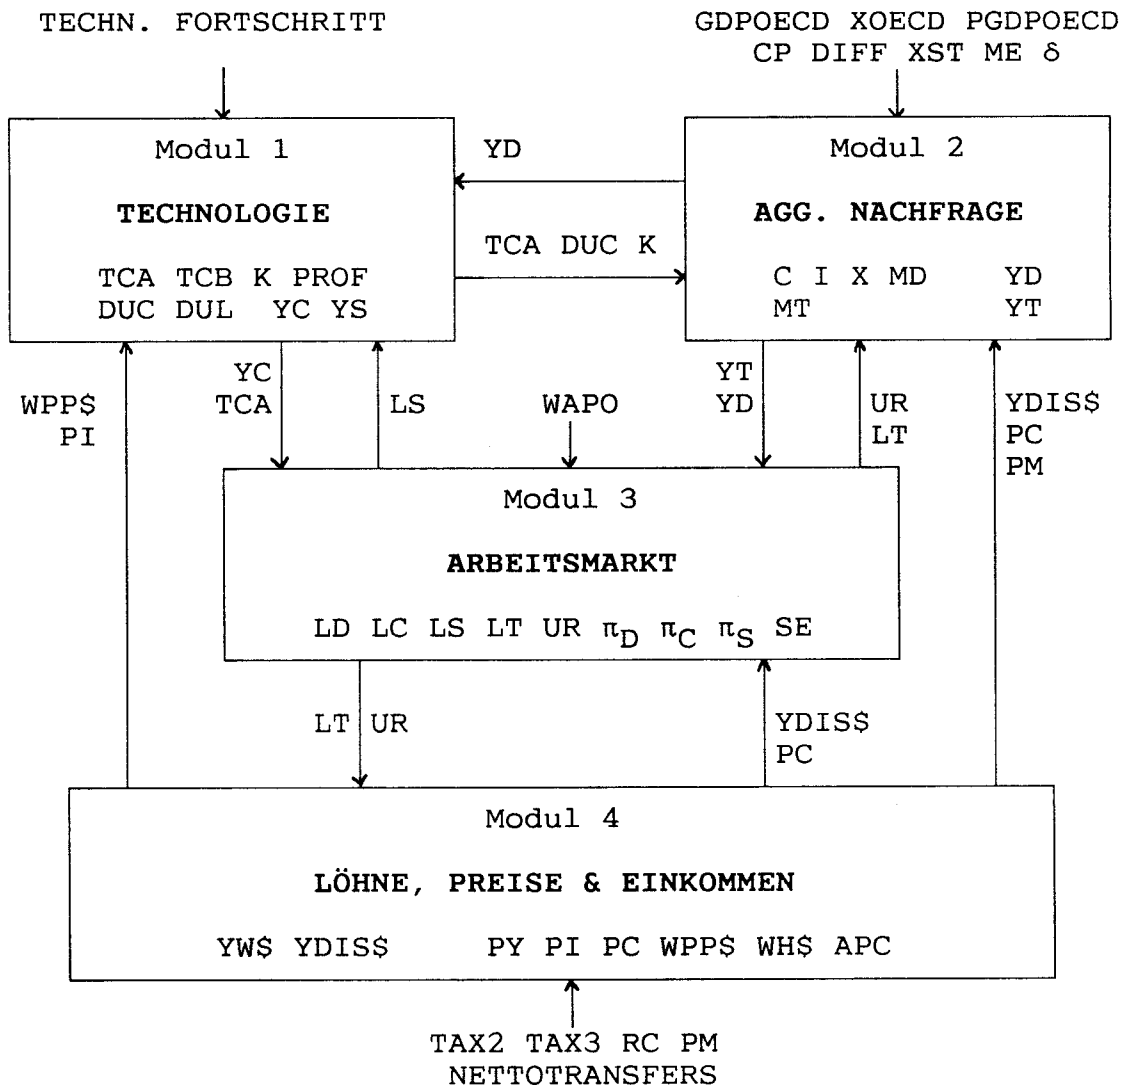 TECHN. FORTSCHRITT
GDPOECD XOECD PGDPOECD
CP DIFF XST ME δ
Modul 1
TECHNOLOGIE
TCA TCB K PROF
DUC DUL YC YS
YD
TCA DUC K
Modul 2
AGG. NACHFRAGE
C I X MD YD
MT YT
WPP$
PI
YC
TCA
LS
WAPO
YT
YD
UR
LT
YDIS$
PC
PM
Modul 3
ARBEITSMARKT
LD LC LS LT UR πD πC πS SE
LT UR
YDIS$
PC
Modul 4
LÖHNE, PREISE & EINKOMMEN
YW$ YDIS$ PY PI PC WPP$ WH$ APC
TAX2 TAX3 RC PM
NETTOTRANSFERS